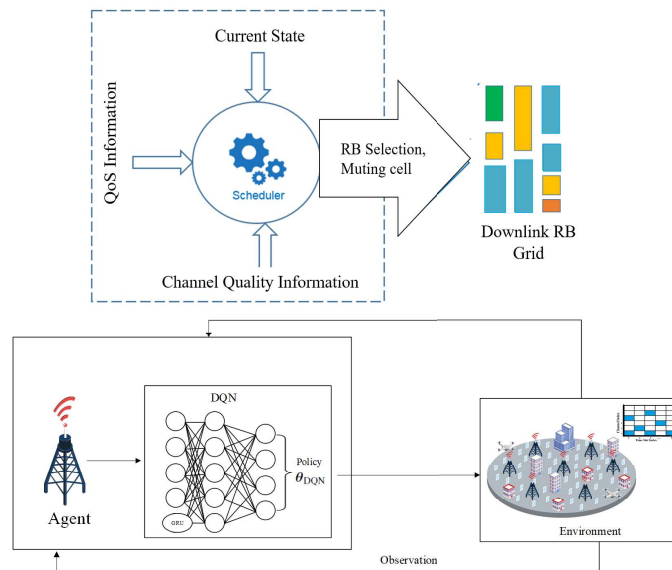 Current State
QoS Information
Scheduler
RB Selection,
Muting cell
Channel Quality Information
Downlink RB
Grid
DQN
Policy
θDQN
GRU
Agent
Environment
Observation